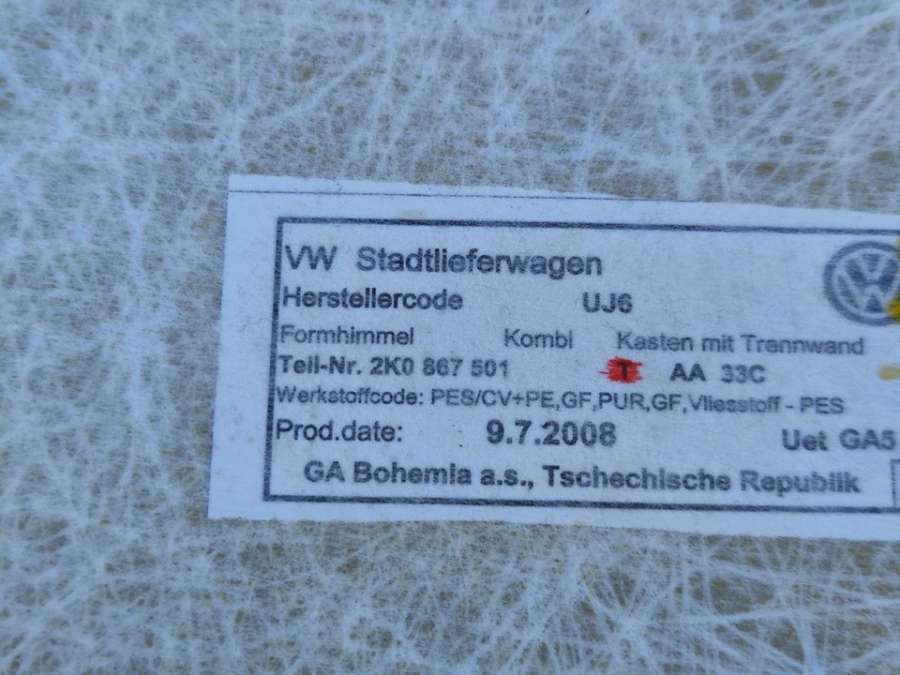 VW Stadtlieferwagen
Herstellercode UJ6
Formhimmel Kombi Kasten mit Trennwand
Teil-Nr. 2K0 867 501 T AA 33C
Werkstoffcode: PES/CV+PE,GF,PUR,GF,Vliesstoff - PES
Prod.date: 9.7.2008 Uet GA5
GA Bohemia a.s., Tschechische Republik